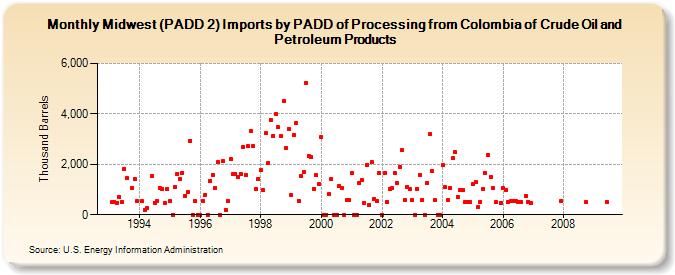 Monthly Midwest (PADD 2) Imports by PADD of Processing from Colombia of Crude Oil and
Petroleum Products
Thousand Barrels
6,000
4,000
2,000
0
1994 1996 1998 2000 2002 2004 2006 2008
Source: U.S. Energy Information Administration